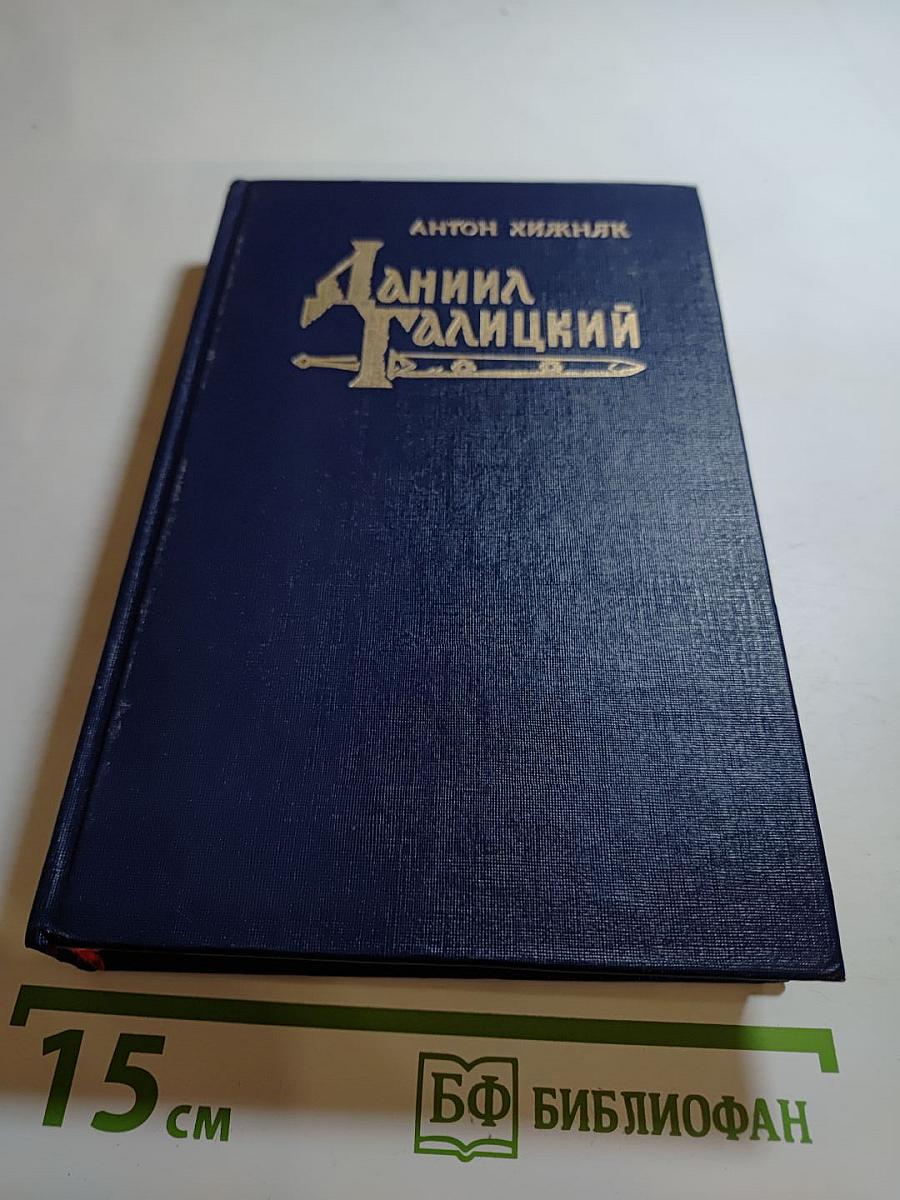 АНТОН ХИЖНЯК
Даниил
Галицкий
15 см
БФ БИБЛИОФАН